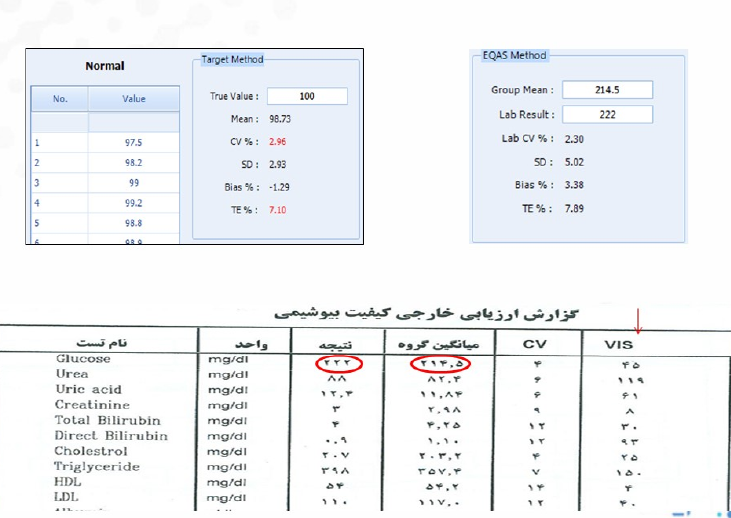 Normal
No. Value
1 97.5
2 98.2
3 99
4 99.2
5 98.8
6 98.9
Target Method
True Value : 100
Mean : 98.73
CV % : 2.96
SD : 2.93
Bias % : -1.29
TE % : 7.10
EQAS Method
Group Mean : 214.5
Lab Result : 222
Lab CV % : 2.30
SD : 5.02
Bias % : 3.38
TE % : 7.89
گزارش ارزیابی خارجی کیفیت بیوشیمی
نام تست واحد نتیجه میانگین گروه CV VIS
Glucose mg/dl ۲۲۲ ۲۱۴,۵ ۴ ۴۵
Urea mg/dl ۸۸ ۸۲,۴ ۶ ۱۱۹
Uric acid mg/dl ۱۲,۴ ۱۱,۸۴ ۶ ۶۱
Creatinine mg/dl ۳ ۲,۹۸ ۹ ۸
Total Bilirubin mg/dl ۴ ۴,۲۵ ۱۲ ۳۰
Direct Bilirubin mg/dl ۰,۹ ۱,۱۰ ۱۲ ۹۳
Cholestrol mg/dl ۲۰۷ ۲۰۳,۲ ۴ ۲۵
Triglyceride mg/dl ۳۹۸ ۳۵۷,۴ ۷ ۱۵۰
HDL mg/dl ۵۴ ۵۴,۲ ۱۴ ۴
LDL mg/dl ۱۱۰ ۱۱۷,۰ ۱۲ ۴۰